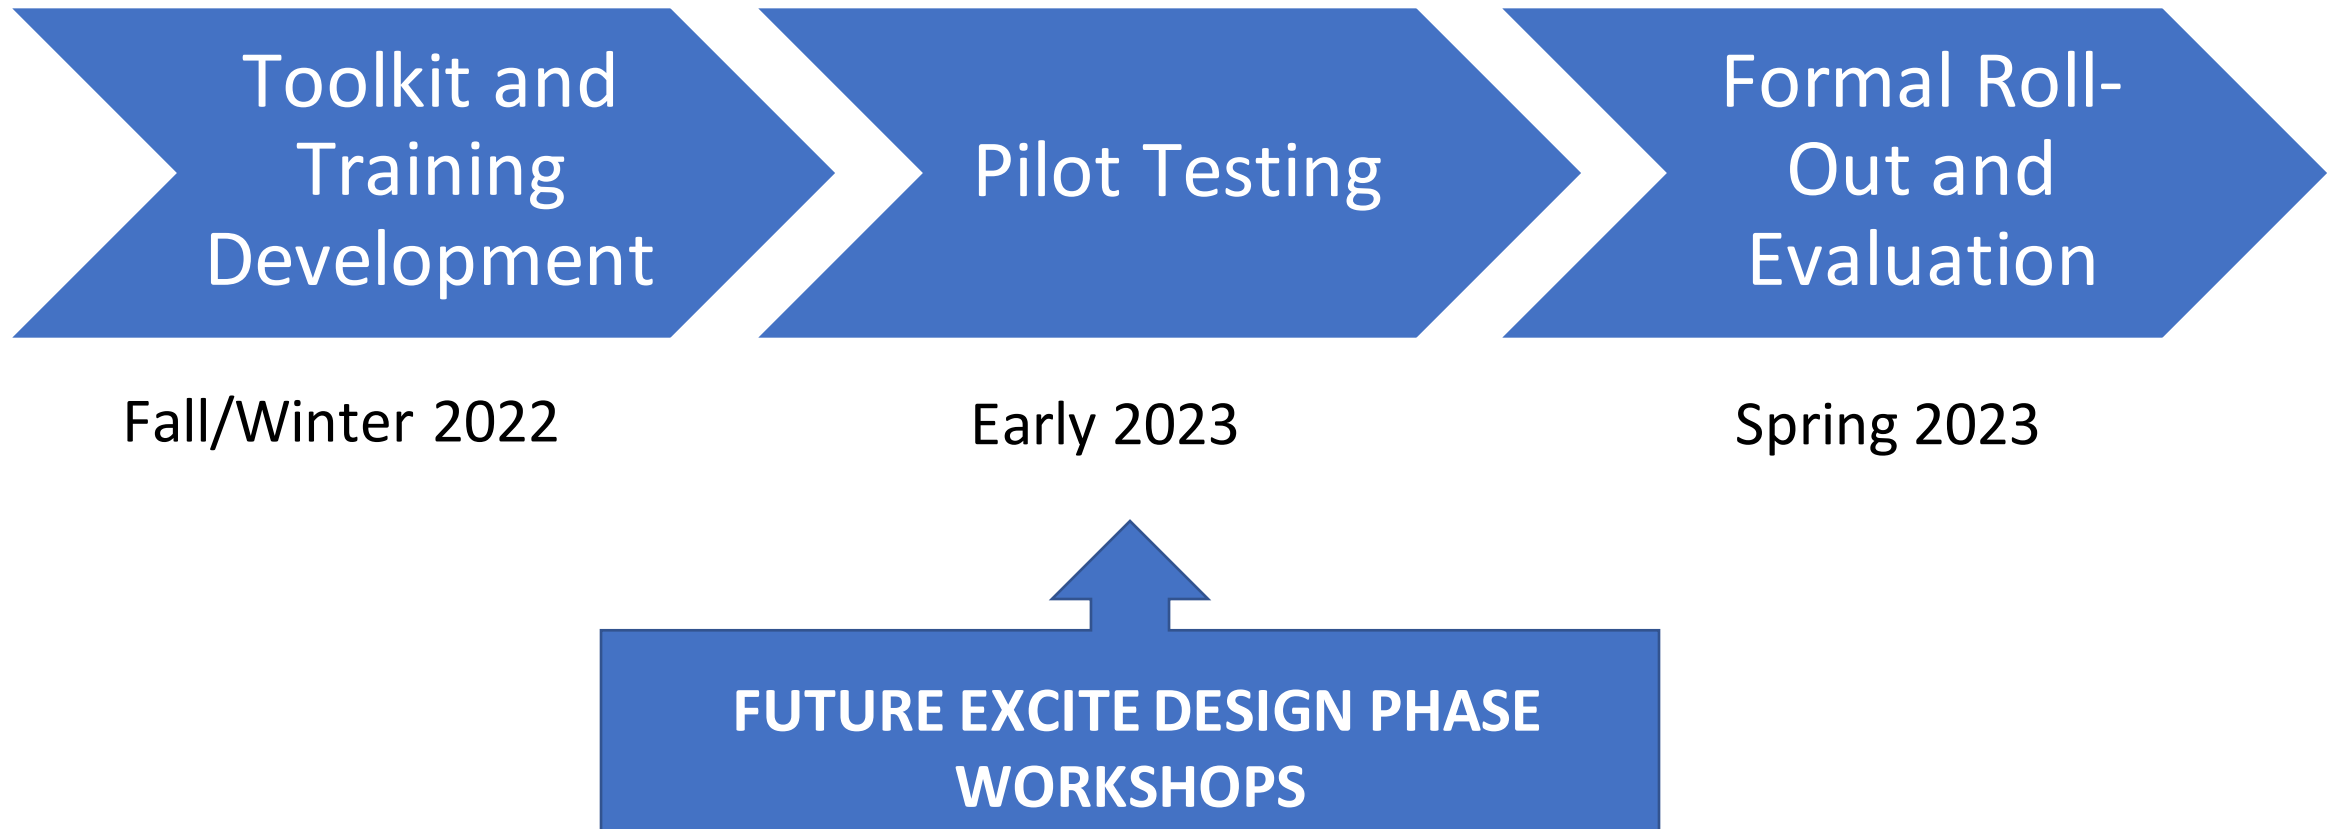 Toolkit and
Training
Development
Pilot Testing
Formal Roll-
Out and
Evaluation
Fall/Winter 2022
Early 2023
Spring 2023
FUTURE EXCITE DESIGN PHASE
WORKSHOPS